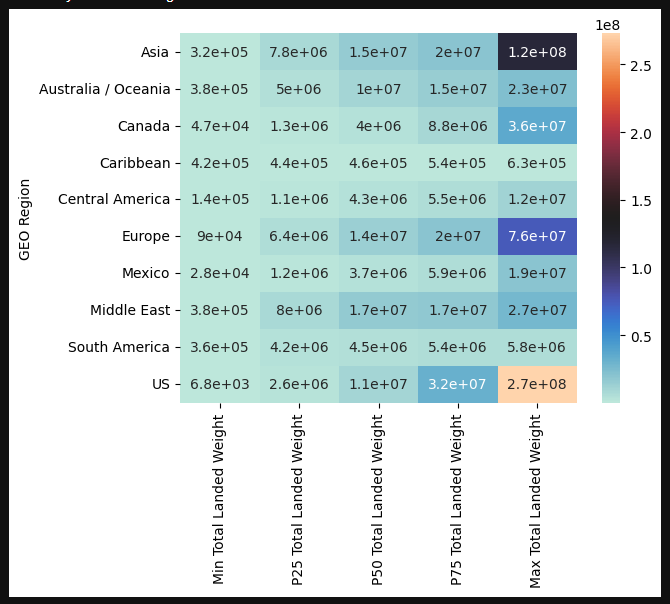 1e8
Asia 3.2e+05 7.8e+06 1.5e+07 2e+07 1.2e+08
Australia / Oceania 3.8e+05 5e+06 1e+07 1.5e+07 2.3e+07
Canada 4.7e+04 1.3e+06 4e+06 8.8e+06 3.6e+07
Caribbean 4.2e+05 4.4e+05 4.6e+05 5.4e+05 6.3e+05
Central America 1.4e+05 1.1e+06 4.3e+06 5.5e+06 1.2e+07
Europe 9e+04 6.4e+06 1.4e+07 2e+07 7.6e+07
Mexico 2.8e+04 1.2e+06 3.7e+06 5.9e+06 1.9e+07
Middle East 3.8e+05 8e+06 1.7e+07 1.7e+07 2.7e+07
South America 3.6e+05 4.2e+06 4.5e+06 5.4e+06 5.8e+06
US 6.8e+03 2.6e+06 1.1e+07 3.2e+07 2.7e+08
GEO Region
Min Total Landed Weight
P25 Total Landed Weight
P50 Total Landed Weight
P75 Total Landed Weight
Max Total Landed Weight
2.5
2.0
1.5
1.0
0.5